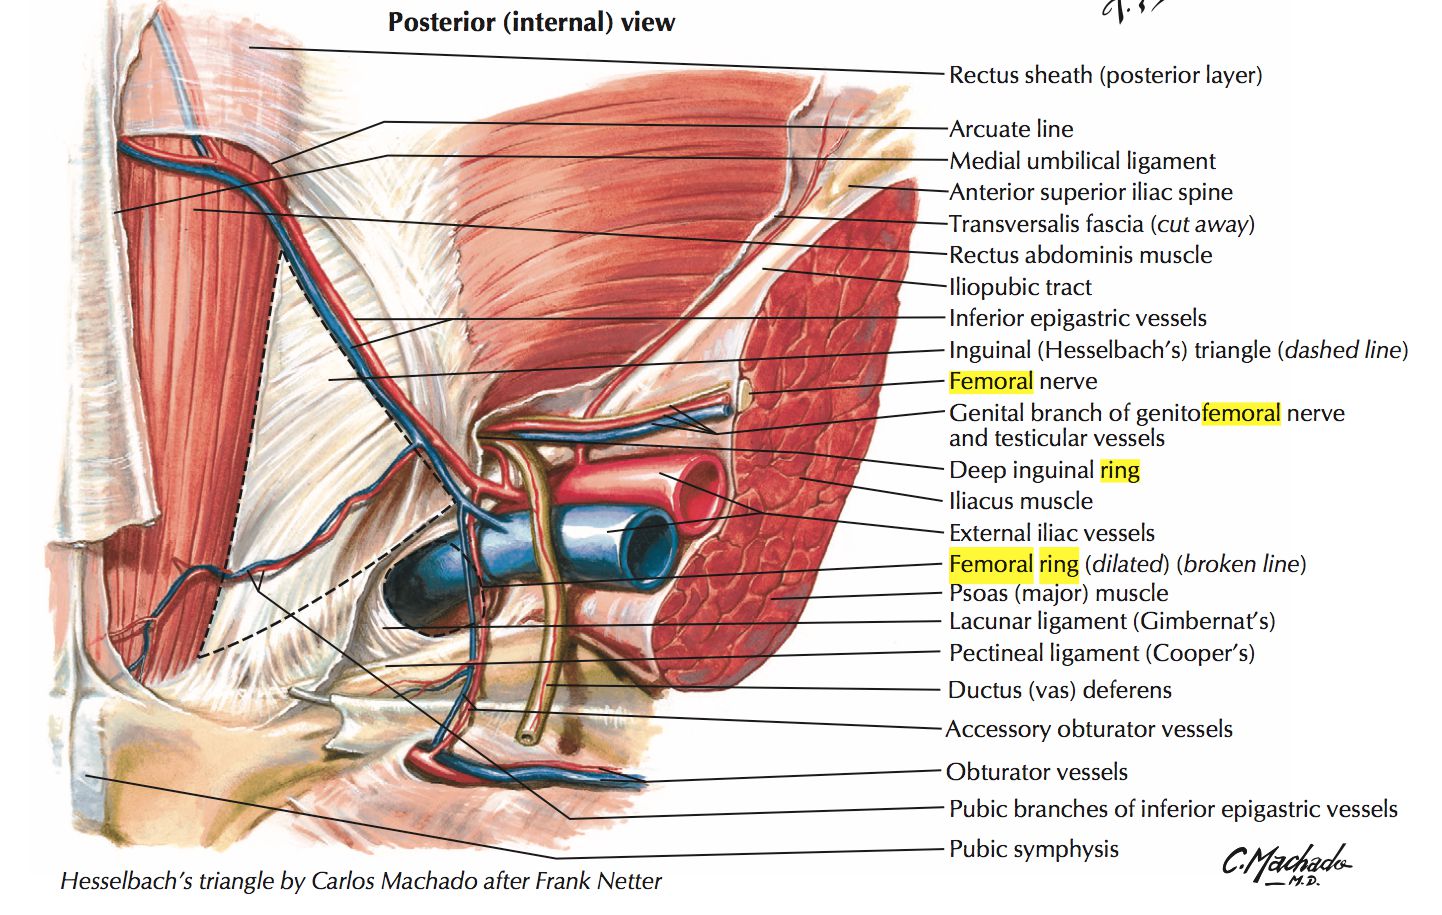 Posterior (internal) view
Rectus sheath (posterior layer)
Arcuate line
Medial umbilical ligament
Anterior superior iliac spine
Transversalis fascia (cut away)
Rectus abdominis muscle
Iliopubic tract
Inferior epigastric vessels
Inguinal (Hesselbach's) triangle (dashed line)
Femoral nerve
Genital branch of genitofemoral nerve
and testicular vessels
Deep inguinal ring
Iliacus muscle
External iliac vessels
Femoral ring (dilated) (broken line)
Psoas (major) muscle
Lacunar ligament (Gimbernat's)
Pectineal ligament (Cooper's)
Ductus (vas) deferens
Accessory obturator vessels
Obturator vessels
Pubic branches of inferior epigastric vessels
Pubic symphysis
C. Machado
M.D.
Hesselbach's triangle by Carlos Machado after Frank Netter